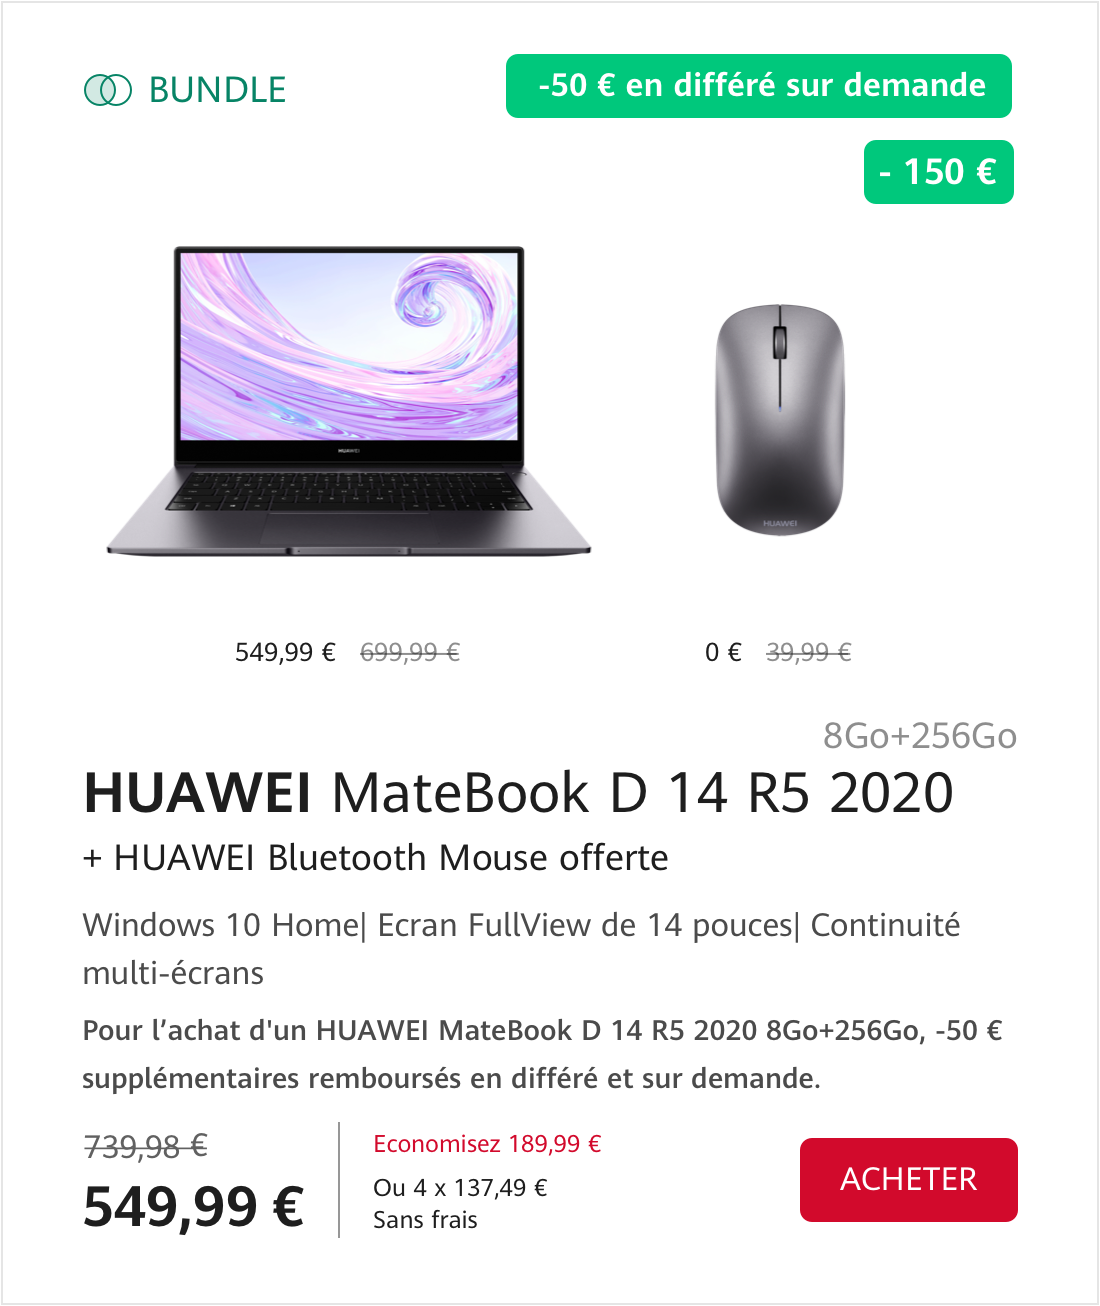 BUNDLE
-50 € en différé sur demande
- 150 €
HUAWEI
HUAWEI
549,99 € 699,99 €
0 € 39,99 €
8Go+256Go
HUAWEI MateBook D 14 R5 2020
+ HUAWEI Bluetooth Mouse offerte
Windows 10 Home| Ecran FullView de 14 pouces| Continuité
multi-écrans
Pour l’achat d'un HUAWEI MateBook D 14 R5 2020 8Go+256Go, -50 €
supplémentaires remboursés en différé et sur demande.
739,98 €
549,99 €
Economisez 189,99 €
Ou 4 x 137,49 €
Sans frais
ACHETER